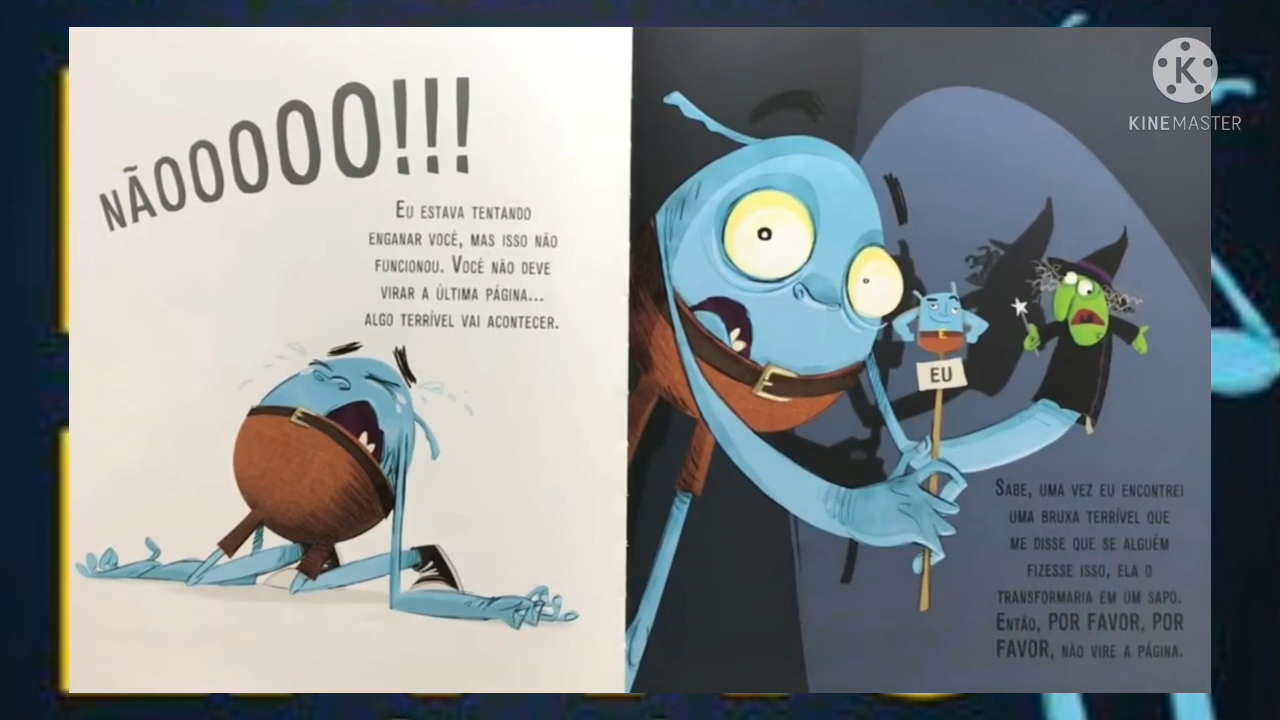 NÃOOOOO!!!
EU ESTAVA TENTANDO
ENGANAR VOCÊ, MAS ISSO NÃO
FUNCIONOU. VOCÊ NÃO DEVE
VIRAR A ÚLTIMA PÁGINA...
ALGO TERRÍVEL VAI ACONTECER.
KINEMASTER
EU
SABE, UMA VEZ EU ENCONTREI
UMA BRUXA TERRÍVEL QUE
ME DISSE QUE SE ALGUÉM
FIZESSE ISSO, ELA O
TRANSFORMARIA EM UM SAPO.
ENTÃO, POR FAVOR, POR
FAVOR, NÃO VIRE A PÁGINA.